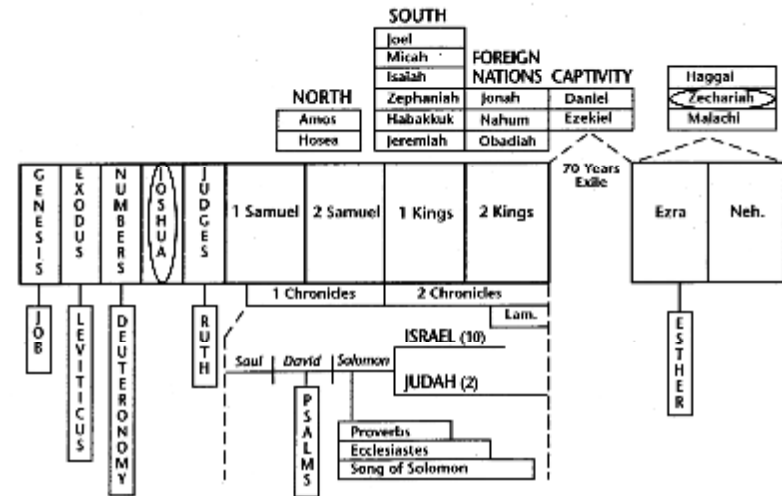 SOUTH
Joel
Micah
Isaiah
Zephaniah
Habakkuk
Jeremiah
NORTH
Amos
Hosea
FOREIGN
NATIONS
Jonah
Nahum
Obadiah
CAPTIVITY
Daniel
Ezekiel
Haggai
Zechariah
Malachi
GENESIS
EXODUS
NUMBERS
JOSHUA
JUDGES
1 Samuel
2 Samuel
1 Kings
2 Kings
70 Years
Exile
Ezra
Neh.
1 Chronicles
2 Chronicles
Lam.
JOB
LEVITICUS
DEUTERONOMY
RUTH
ESTHER
Saul
David
Solomon
ISRAEL (10)
JUDAH (2)
PSALMS
Proverbs
Ecclesiastes
Song of Solomon